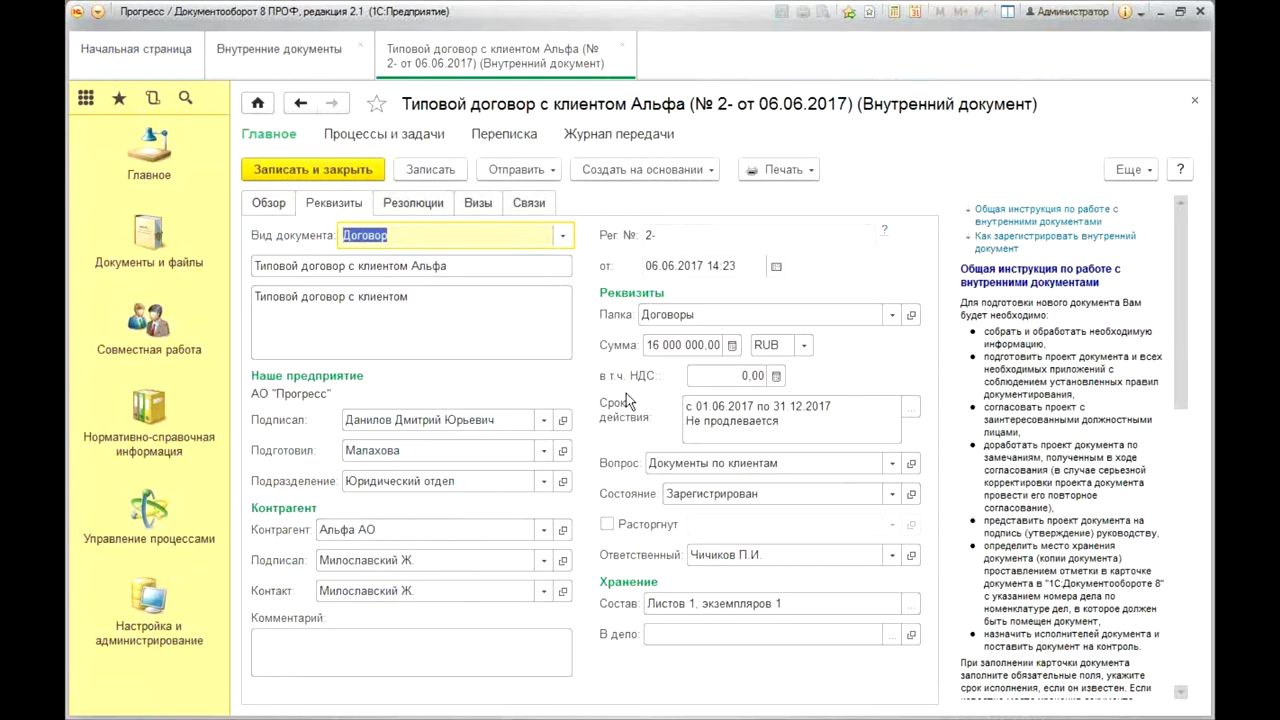 Прогресс / Документооборот 8 ПРОФ, редакция 2.1 (1С:Предприятие)
M M+ M-
Администратор
Начальная страница
Внутренние документы
Типовой договор с клиентом Альфа (№
2- от 06.06.2017) (Внутренний документ)
Типовой договор с клиентом Альфа (№ 2- от 06.06.2017) (Внутренний документ)
Главное
Процессы и задачи
Переписка
Журнал передачи
Записать и закрыть
Записать
Отправить
Создать на основании
Печать
Еще
?
Обзор
Реквизиты
Резолюции
Визы
Связи
Главное
Документы и файлы
Совместная работа
Нормативно-справочная
информация
Управление процессами
Настройка и
администрирование
Вид документа: Договор
Типовой договор с клиентом Альфа
Типовой договор с клиентом
Наше предприятие
АО "Прогресс"
Подписал: Данилов Дмитрий Юрьевич
Подготовил: Малахова
Подразделение: Юридический отдел
Контрагент
Контрагент: Альфа АО
Подписал: Милославский Ж.
Контакт: Милославский Ж.
Комментарий:
Рег. №: 2- ?
от: 06.06.2017 14:23
Реквизиты
Папка: Договоры
Сумма: 16 000 000,00 RUB
в т.ч. НДС:: 0,00
действия:
с 01.06.2017 по 31.12.2017
Не продлевается
Вопрос: Документы по клиентам
Состояние: Зарегистрирован
Расторгнут
Ответственный: Чичиков П.И.
Хранение
Состав: Листов 1, экземпляров 1
В дело:
Общая инструкция по работе с
внутренними документами
Как зарегистрировать внутренний
документ
Общая инструкция по работе с
внутренними документами
Для подготовки нового документа Вам
будет необходимо:
собрать и обработать необходимую
информацию,
подготовить проект документа и всех
необходимых приложений с
соблюдением установленных правил
документирования,
согласовать проект с
заинтересованными должностными
лицами,
доработать проект документа по
замечаниям, полученным в ходе
согласования (в случае серьезной
корректировки проекта документа
провести его повторное
согласование),
представить проект документа на
подпись (утверждение) руководству,
определить место хранения
документа (копии документа)
проставлением отметки в карточке
документа в "1С:Документообороте 8"
с указанием номера дела по
номенклатуре дел, в которое должен
быть помещен документ,
назначить исполнителей документа и
поставить документ на контроль.
При заполнении карточки документа
заполните обязательные поля, укажите
срок исполнения, если он известен. Если